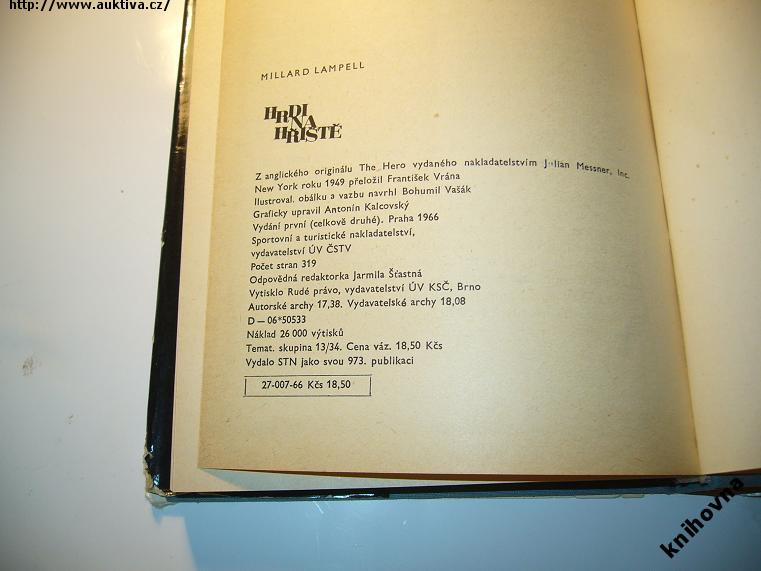 http://www.auktiva.cz/
MILLARD LAMPELL
HRDI
NA
HŘIŠTĚ
Z anglického originálu The Hero vydaného nakladatelstvím Julian Messner, Inc.
New York roku 1949 přeložil František Vrána
Ilustroval, obálku a vazbu navrhl Bohumil Vašák
Graficky upravil Antonín Kalcovský
Vydání první (celkově druhé). Praha 1966
Sportovní a turistické nakladatelství,
vydavatelství ÚV ČSTV
Počet stran 319
Odpovědná redaktorka Jarmila Šťastná
Vytisklo Rudé právo, vydavatelství ÚV KSČ, Brno
Autorské archy 17,38. Vydavatelské archy 18,08
D — 06*50533
Náklad 26 000 výtisků
Temat. skupina 13/34. Cena váz. 18,50 Kčs
Vydalo STN jako svou 973. publikaci
27-007-66 Kčs 18,50
knihovna